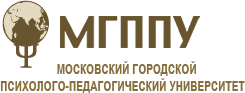 МГППУ
МОСКОВСКИЙ ГОРОДСКОЙ
ПСИХОЛОГО-ПЕДАГОГИЧЕСКИЙ УНИВЕРСИТЕТ